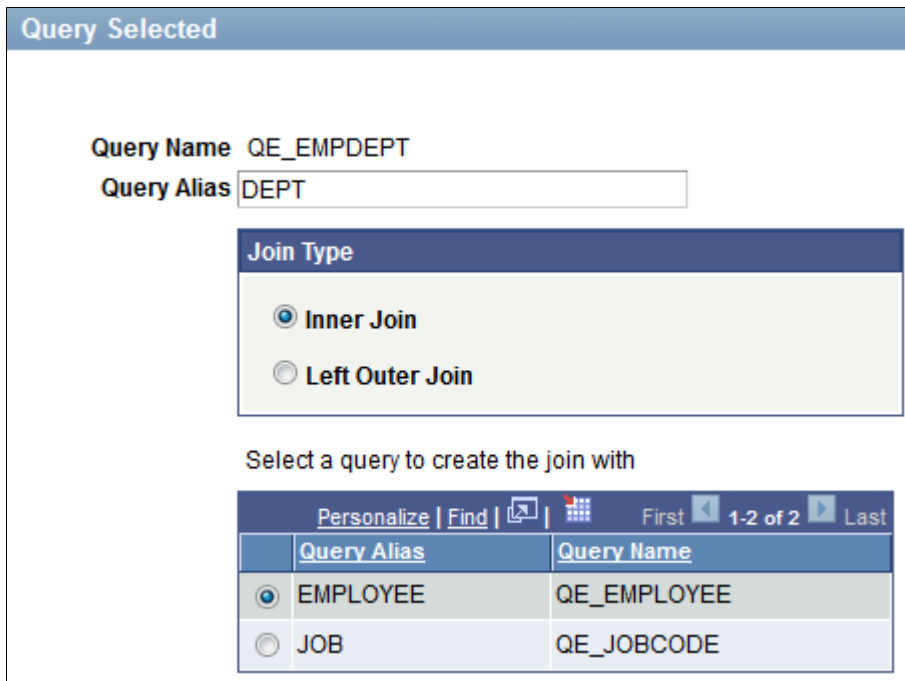 Query Selected
Query Name QE_EMPDEPT
Query Alias DEPT
Join Type
Inner Join
Left Outer Join
Select a query to create the join with
Personalize | Find | | First 1-2 of 2 Last
Query Alias Query Name
EMPLOYEE QE_EMPLOYEE
JOB QE_JOBCODE